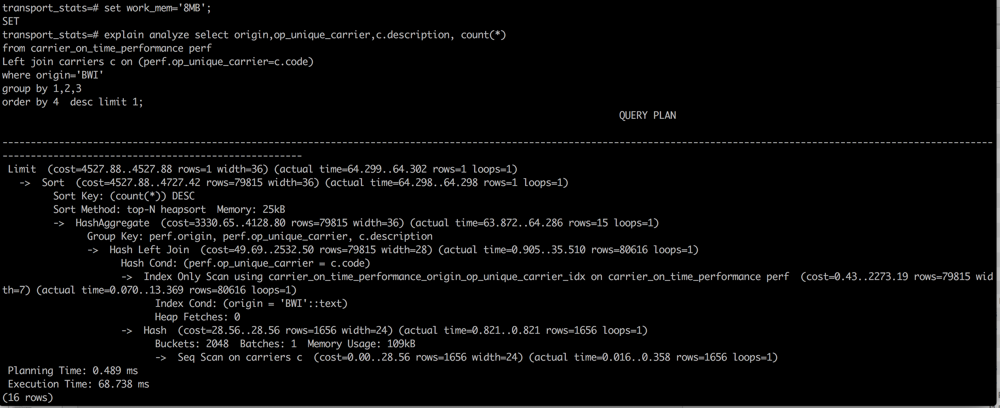 transport_stats=# set work_mem='8MB';
SET
transport_stats=# explain analyze select origin,op_unique_carrier,c.description, count(*)
from carrier_on_time_performance perf
Left join carriers c on (perf.op_unique_carrier=c.code)
where origin='BWI'
group by 1,2,3
order by 4  desc limit 1;
QUERY PLAN
--------------------------------------------------------------------------------------------------------------------------------------------------------------------------------
-----------------------------------------------------
 Limit  (cost=4527.88..4527.88 rows=1 width=36) (actual time=64.299..64.302 rows=1 loops=1)
   ->  Sort  (cost=4527.88..4727.42 rows=79815 width=36) (actual time=64.298..64.298 rows=1 loops=1)
         Sort Key: (count(*)) DESC
         Sort Method: top-N heapsort  Memory: 25kB
         ->  HashAggregate  (cost=3330.65..4128.80 rows=79815 width=36) (actual time=63.872..64.286 rows=15 loops=1)
               Group Key: perf.origin, perf.op_unique_carrier, c.description
               ->  Hash Left Join  (cost=49.69..2532.50 rows=79815 width=28) (actual time=0.905..35.510 rows=80616 loops=1)
                     Hash Cond: (perf.op_unique_carrier = c.code)
                     ->  Index Only Scan using carrier_on_time_performance_origin_op_unique_carrier_idx on carrier_on_time_performance perf  (cost=0.43..2273.19 rows=79815 wid
th=7) (actual time=0.070..13.369 rows=80616 loops=1)
                           Index Cond: (origin = 'BWI'::text)
                           Heap Fetches: 0
                     ->  Hash  (cost=28.56..28.56 rows=1656 width=24) (actual time=0.821..0.821 rows=1656 loops=1)
                           Buckets: 2048  Batches: 1  Memory Usage: 109kB
                           ->  Seq Scan on carriers c  (cost=0.00..28.56 rows=1656 width=24) (actual time=0.016..0.358 rows=1656 loops=1)
 Planning Time: 0.489 ms
 Execution Time: 68.738 ms
(16 rows)